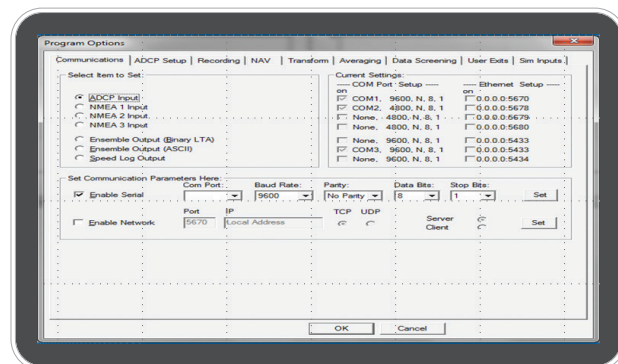 Program Options
Communications | ADCP Setup | Recording | NAV | Transform | Averaging | Data Screening | User Exits | Sim Inputs |
Select Item to Set:
ADCP Input
NMEA 1 Input
NMEA 2 Input
NMEA 3 Input
Ensemble Output (Binary LTA)
Ensemble Output (ASCII)
Speed Log Output
Current Settings:
COM Port Setup Ethernet Setup
on on
COM1, 9600, N, 8, 1 0.0.0.0:5670
COM2, 4800, N, 8, 1 0.0.0.0:5678
None, 4800, N, 8, 1 0.0.0.0:5679
None, 4800, N, 8, 1 0.0.0.0:5680
None, 9600, N, 8, 1 0.0.0.0:5433
COM3, 9600, N, 8, 1 0.0.0.0:5433
None, 9600, N, 8, 1 0.0.0.0:5434
Set Communication Parameters Here:
Com Port: Baud Rate: Parity: Data Bits: Stop Bits:
Enable Serial 9600 No Parity 8 1 Set
Port IP TCP UDP
Enable Network 5670 Local Address Server Set
Client
OK Cancel